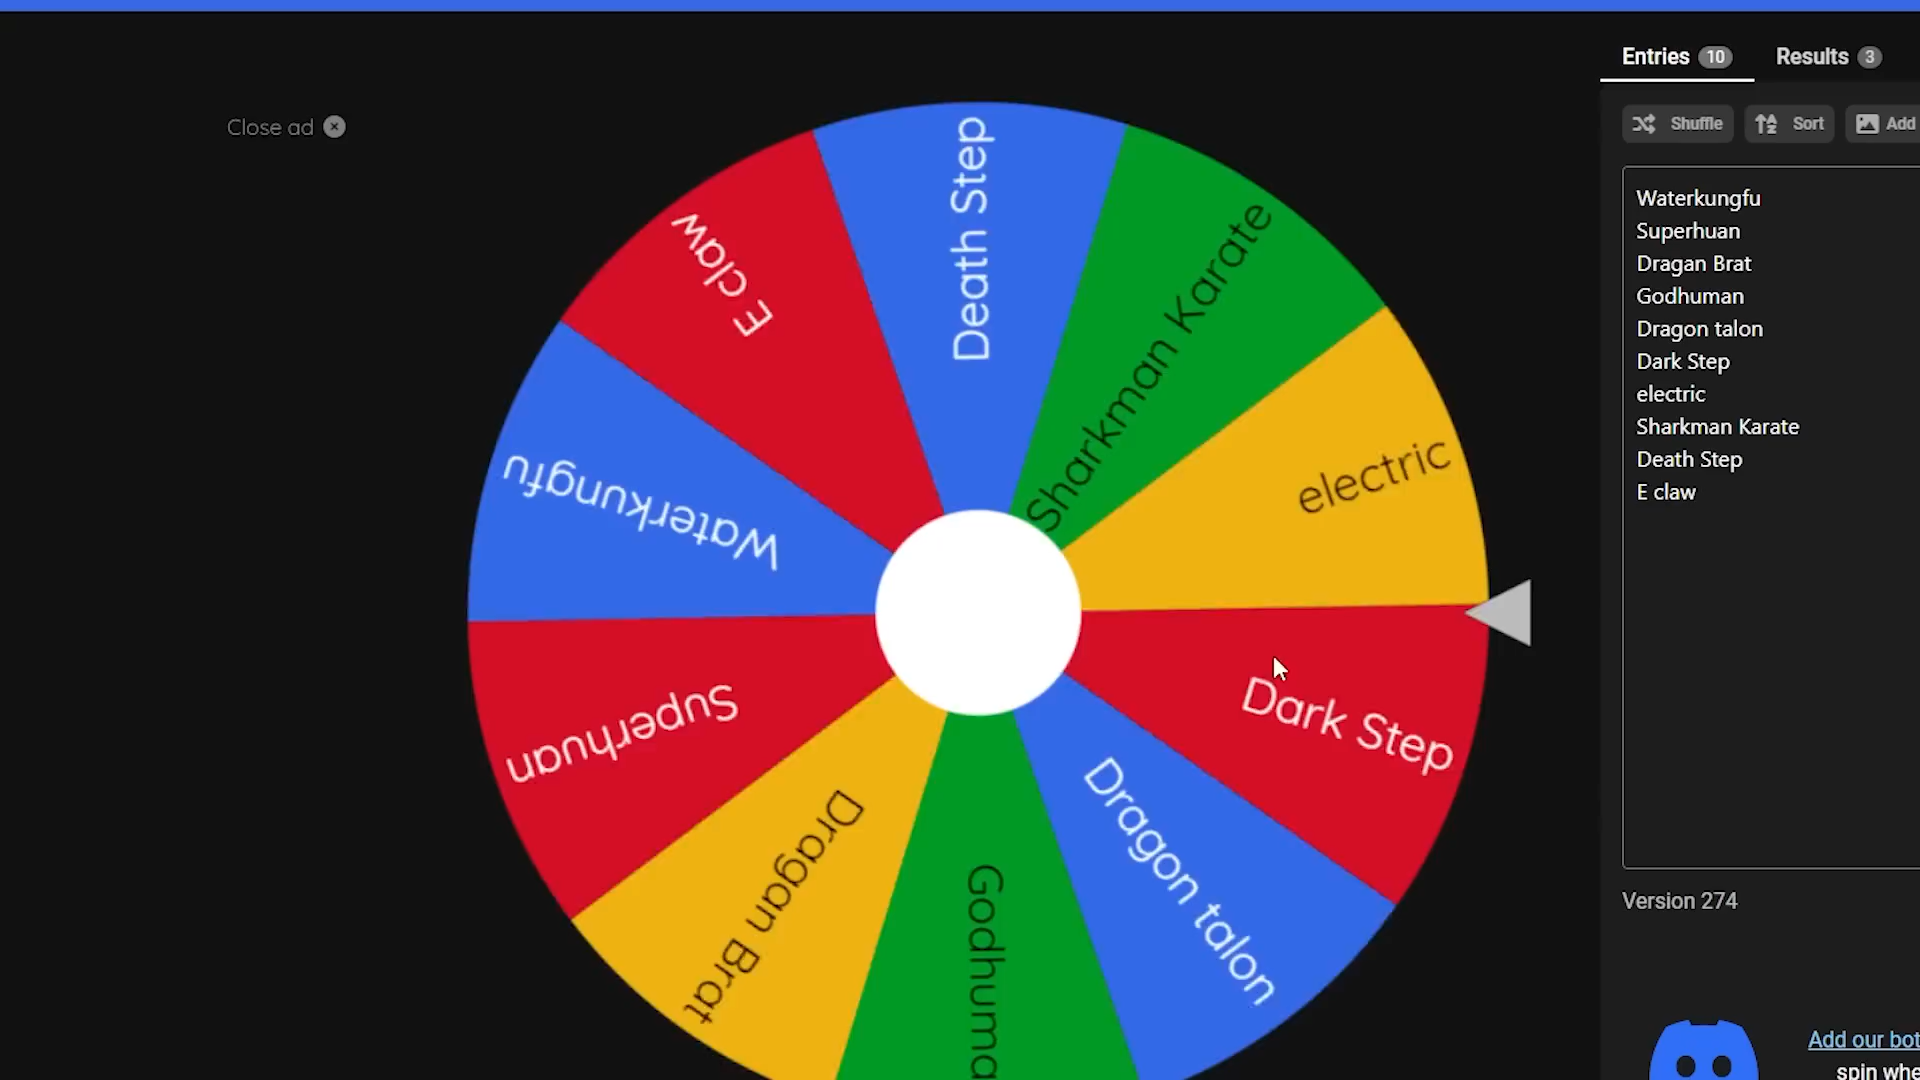 Entries 10
Results 3
Close ad
Shuffle
Sort
Add
Death Step
Sharkman Karate
E claw
electric
Waterkungfu
Dark Step
Superhuan
Dragon talon
Dragan Brat
Godhuma
Waterkungfu
Superhuan
Dragan Brat
Godhuman
Dragon talon
Dark Step
electric
Sharkman Karate
Death Step
E claw
Version 274
Add our bot
spin whe